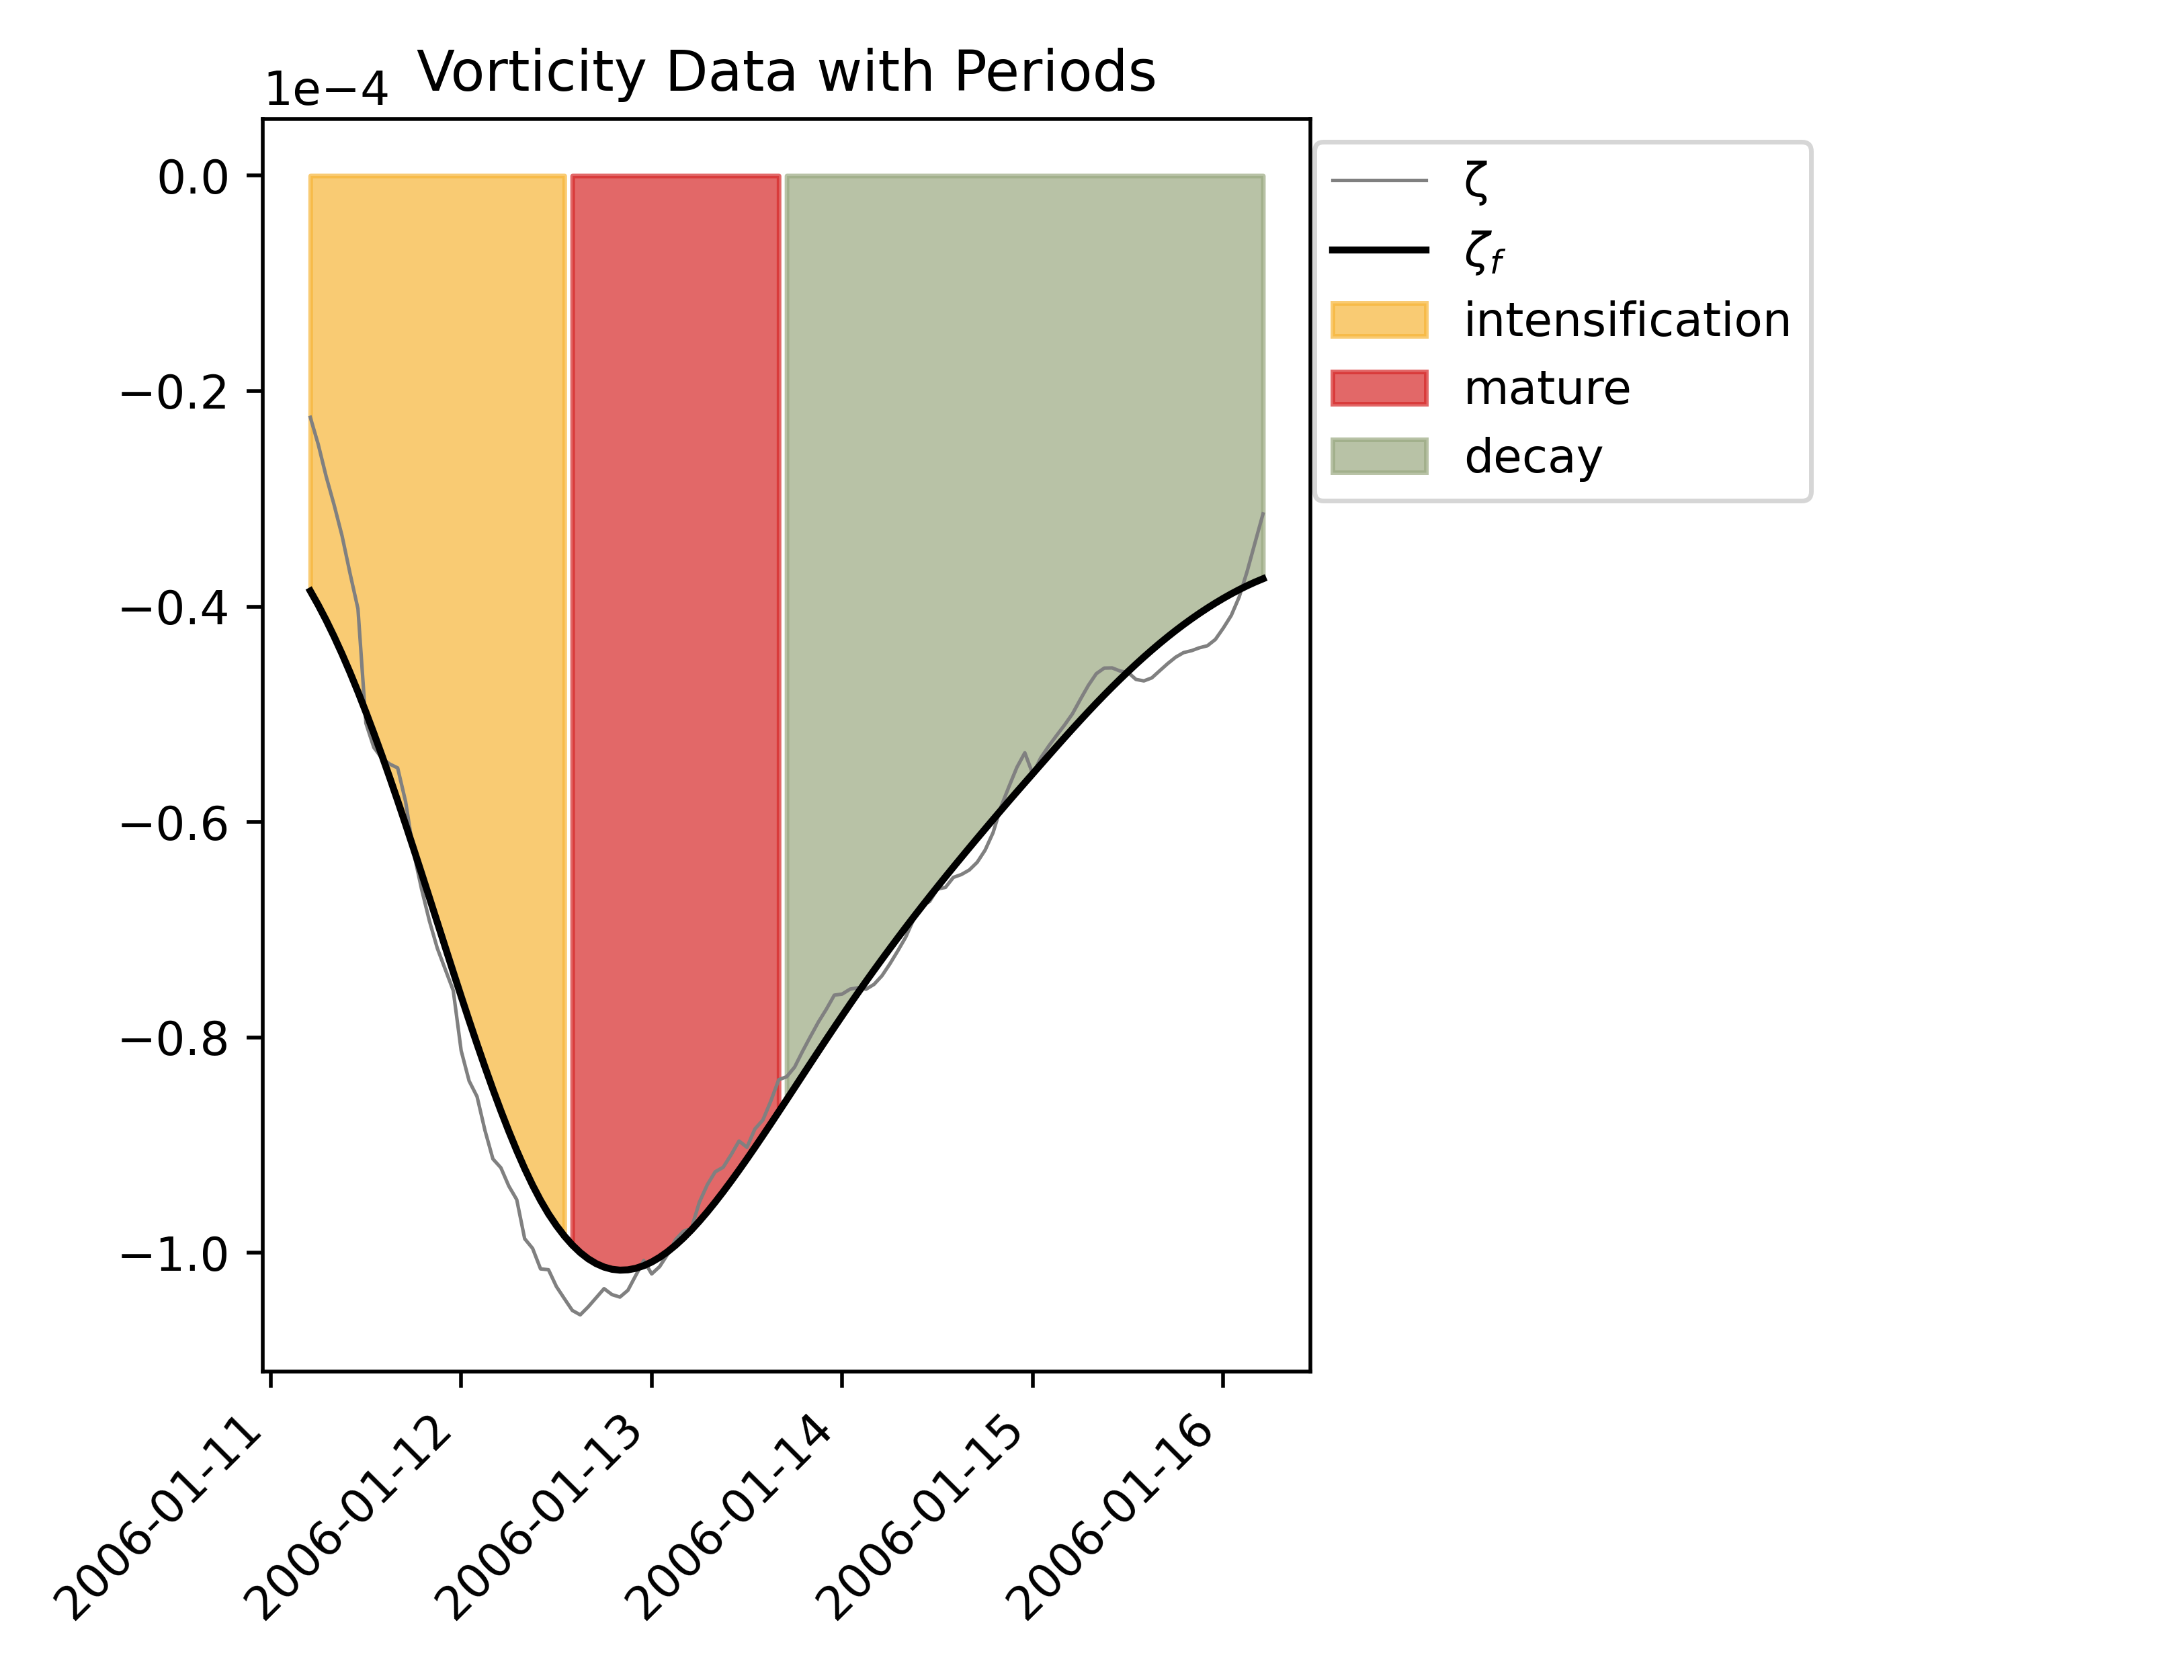 Vorticity Data with Periods
1e−4
0.0
−0.2
−0.4
−0.6
−0.8
−1.0
2006-01-11
2006-01-12
2006-01-13
2006-01-14
2006-01-15
2006-01-16
ζ
ζf
intensification
mature
decay